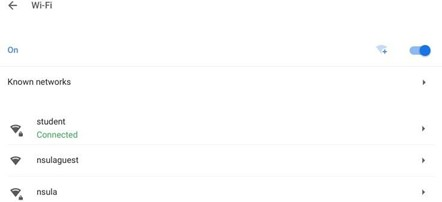 Wi-Fi
On
Known networks
student
Connected
nsulaguest
nsula